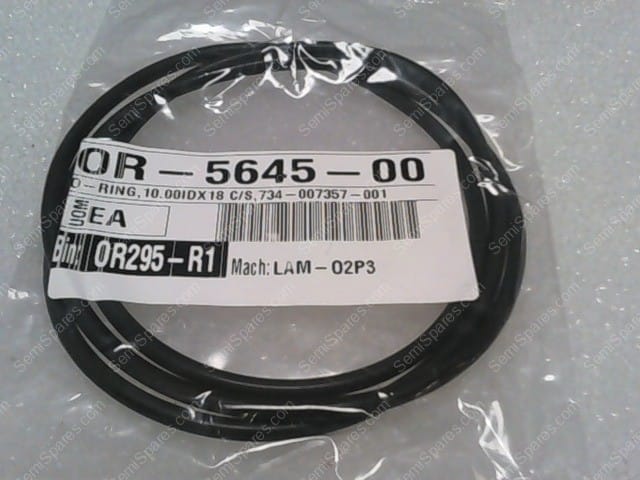 OR-5645-00
O-RING, 10.00IDX18 C/S, 734-007357-001
UOM EA
Bin: OR295-R1
Mach: LAM-02P3
SemiSpares.com